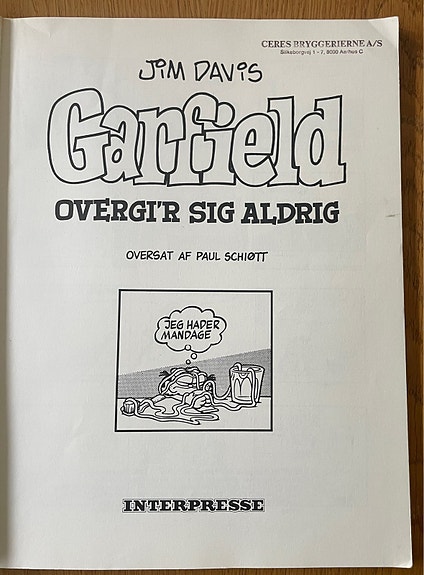 CERES BRYGGERIERNE A/S
Silkeborgvej 1 - 7, 8000 Aarhus C
JIM DAVIS
Garfield
OVERGI'R SIG ALDRIG
OVERSAT AF PAUL SCHIØTT
JEG HADER
MANDAGE
INTERPRESSE